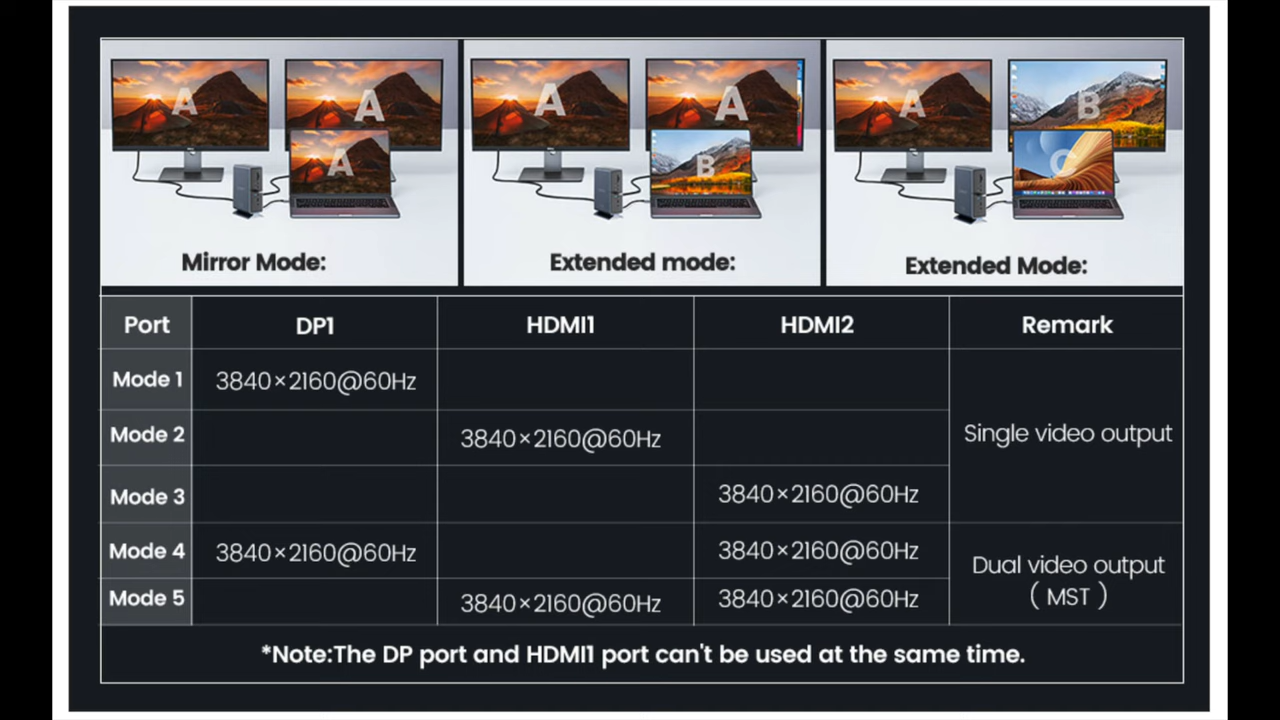 A A A
A A B
A B C
Mirror Mode:
Extended mode:
Extended Mode:
Port DP1 HDMI1 HDMI2 Remark
Mode 1 3840×2160@60Hz
Mode 2 3840×2160@60Hz
Single video output
Mode 3 3840×2160@60Hz
Mode 4 3840×2160@60Hz 3840×2160@60Hz
Dual video output
( MST )
Mode 5 3840×2160@60Hz 3840×2160@60Hz
*Note:The DP port and HDMI1 port can't be used at the same time.